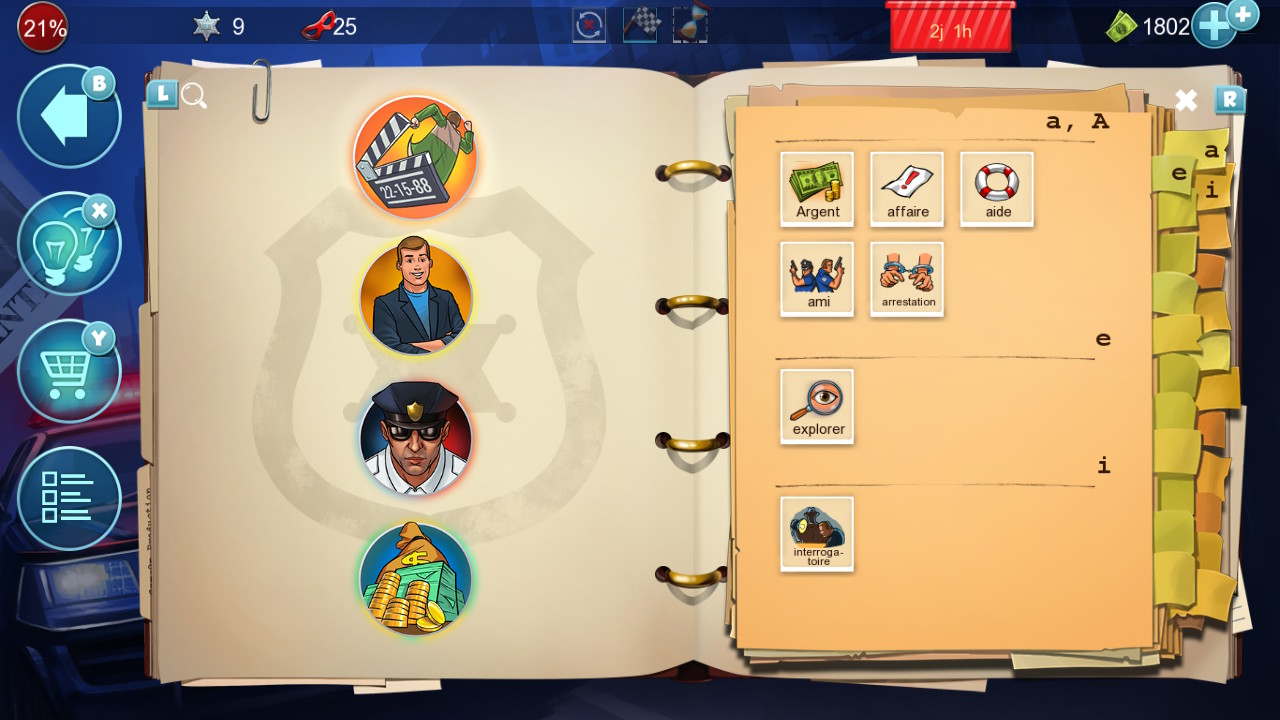 21%
9
25
2j 1h
1802
B
L
R
a, A
a
e
i
X
22-15-88
Argent
affaire
aide
ami
arrestation
e
Y
explorer
i
interroga-
toire